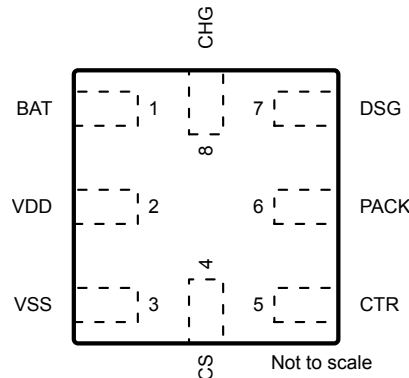 CHG
BAT 1 7 DSG
8
VDD 2 6 PACK
4
VSS 3 5 CTR
CS
Not to scale